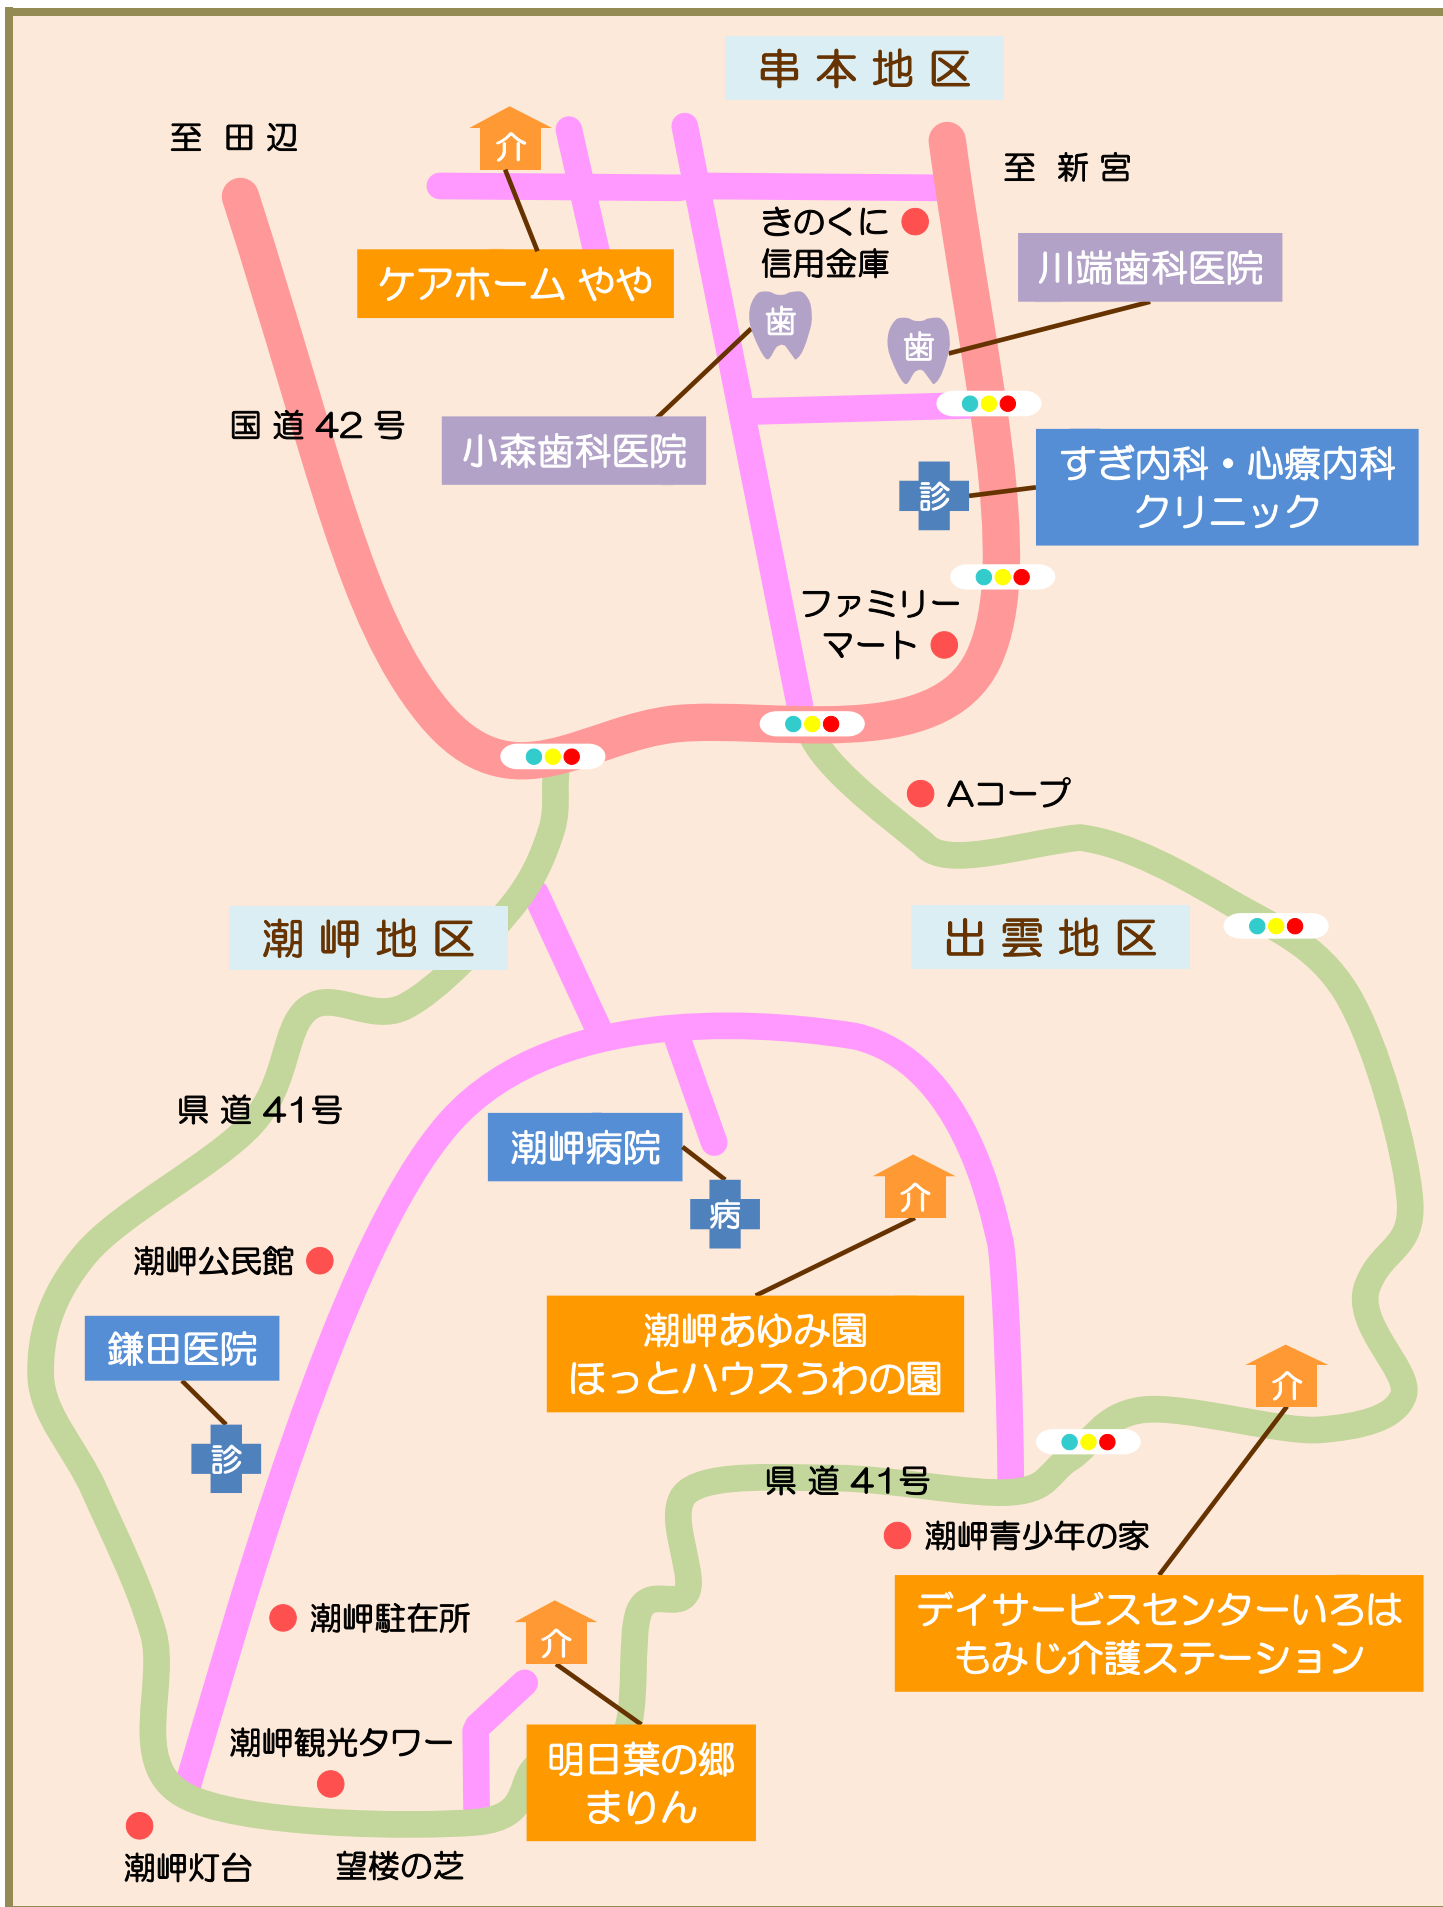 串本地区
至 田辺
介
至 新宮
きのくに
信用金庫
川端歯科医院
ケアホーム やや
歯
歯
国道42号
小森歯科医院
すぎ内科・心療内科
クリニック
診
ファミリー
マート
Aコープ
潮岬地区
出雲地区
県道41号
潮岬病院
病
介
潮岬公民館
鎌田医院
潮岬あゆみ園
ほっとハウスうわの園
介
診
県道41号
潮岬青少年の家
デイサービスセンターいろは
もみじ介護ステーション
潮岬駐在所
介
潮岬観光タワー
明日葉の郷
まりん
潮岬灯台
望楼の芝